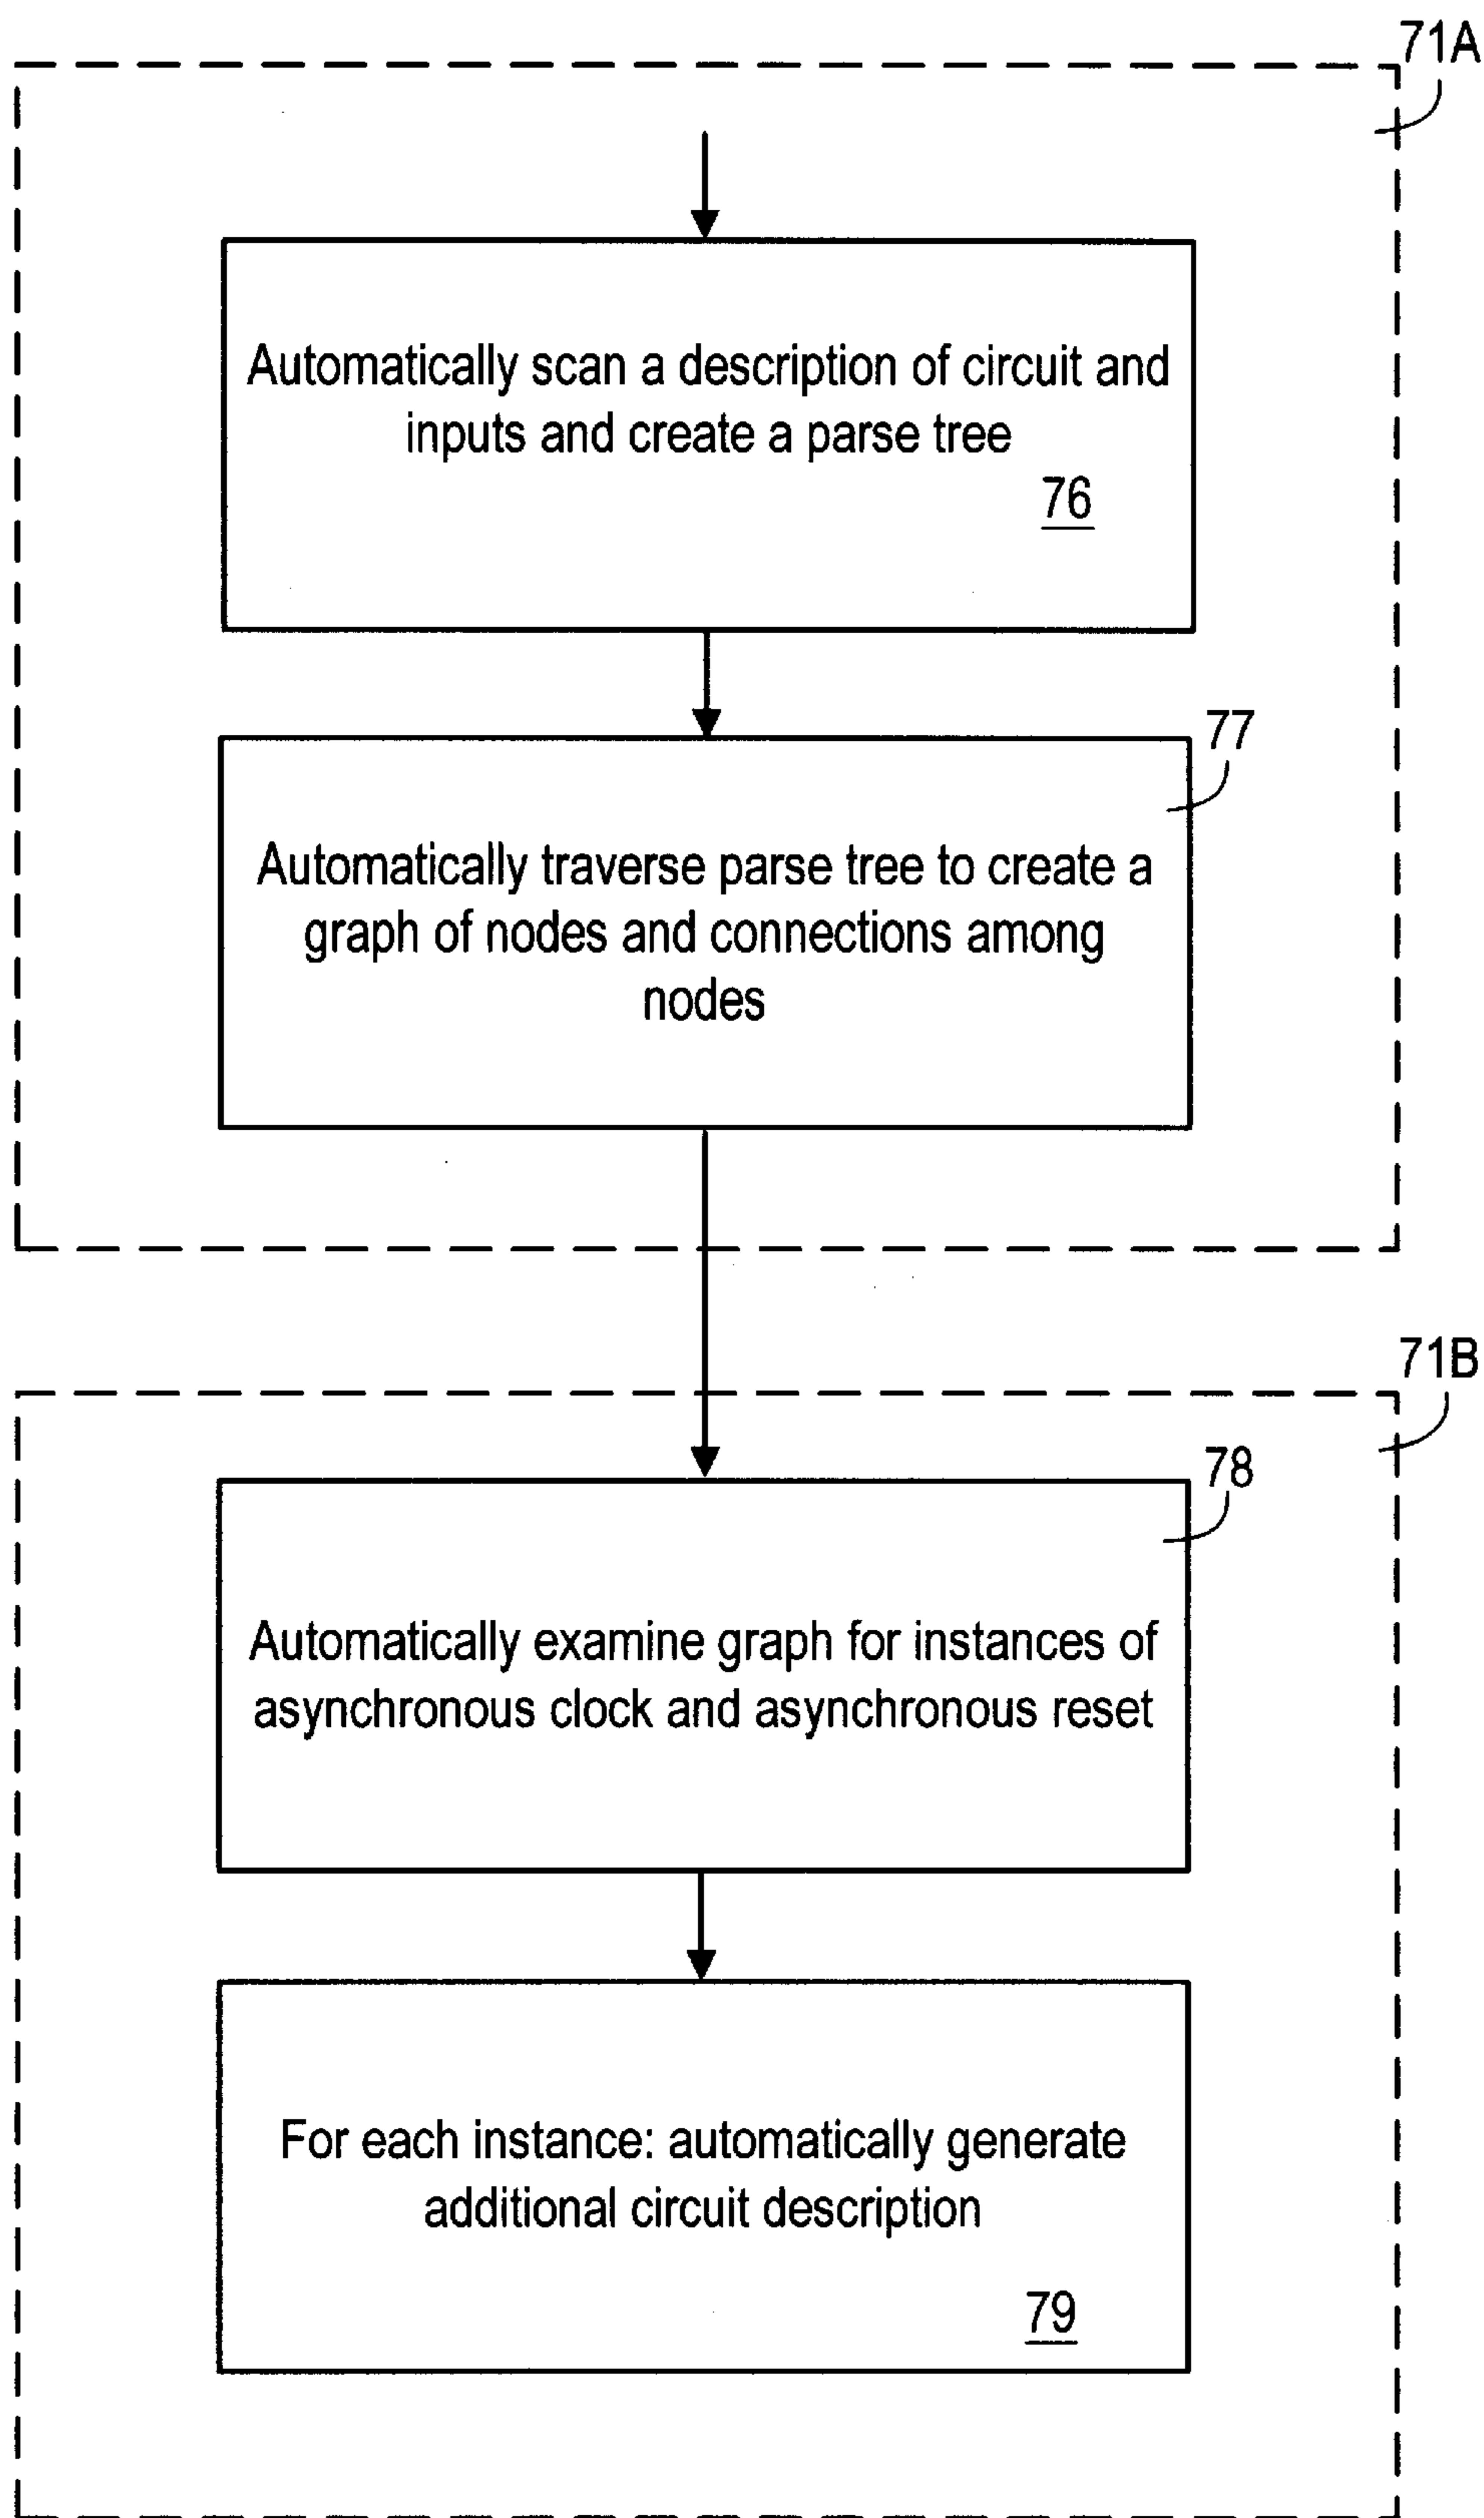 71A
Automatically scan a description of circuit and
inputs and create a parse tree
76
77
Automatically traverse parse tree to create a
graph of nodes and connections among
nodes
71B
78
Automatically examine graph for instances of
asynchronous clock and asynchronous reset
For each instance: automatically generate
additional circuit description
79